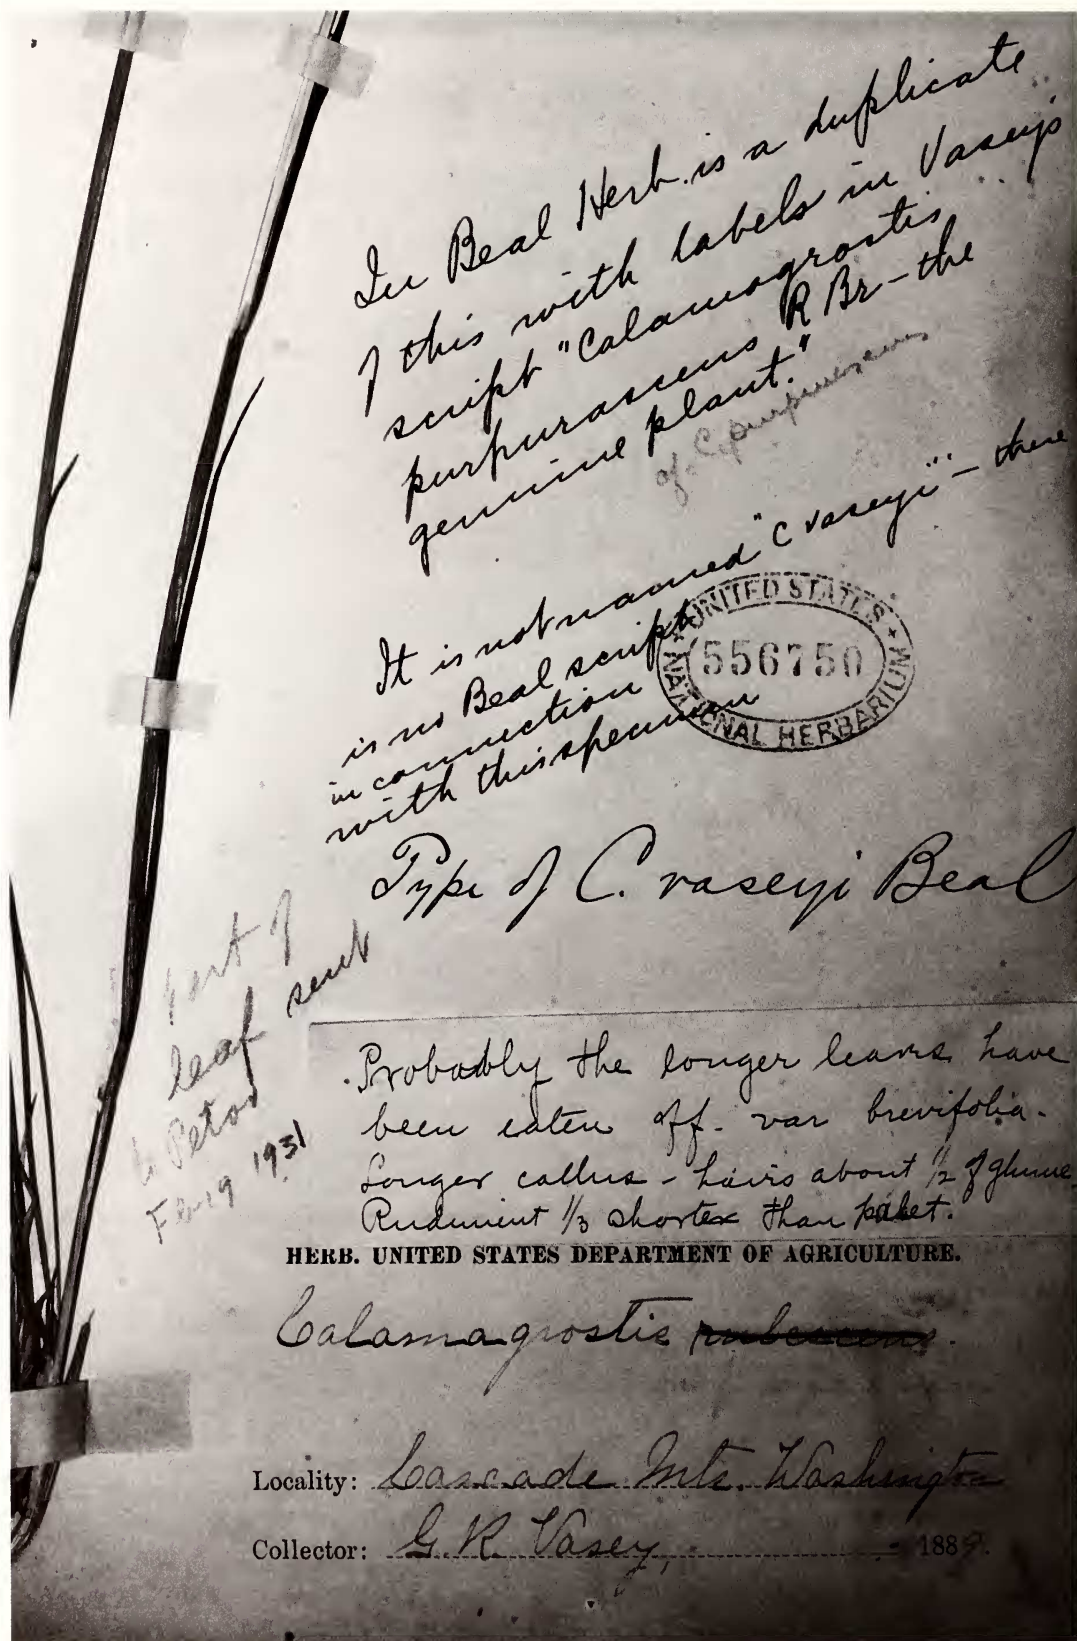 In Beal Herb. is a duplicate
of this with labels in Vasey's
script "Calamagrostis
purpurascens R Br - the
genuine plant."
of C. purpurascens
It is not named "C vaseyi" - there
is no Beal script
in connection
with this specimen
UNITED STATES
556750
NATIONAL HERBARIUM
Type of C. vaseyi Beal
Part of
leaf sent
to Petrov
Feb 19 1931
Probably the longer leaves have
been eaten off - var brevifolia -
Longer callus - hairs about 1/2 of glume
Rudiment 1/3 shorter than palet.
HERB. UNITED STATES DEPARTMENT OF AGRICULTURE.
Calamagrostis rubescens.
Locality: Cascade Mts. Washington
Collector: G. R. Vasey, 1889.